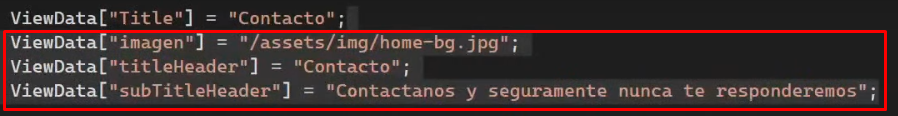 ViewData["Title"] = "Contacto";
ViewData["imagen"] = "/assets/img/home-bg.jpg";
ViewData["titleHeader"] = "Contacto";
ViewData["subTitleHeader"] = "Contactanos y seguramente nunca te responderemos";